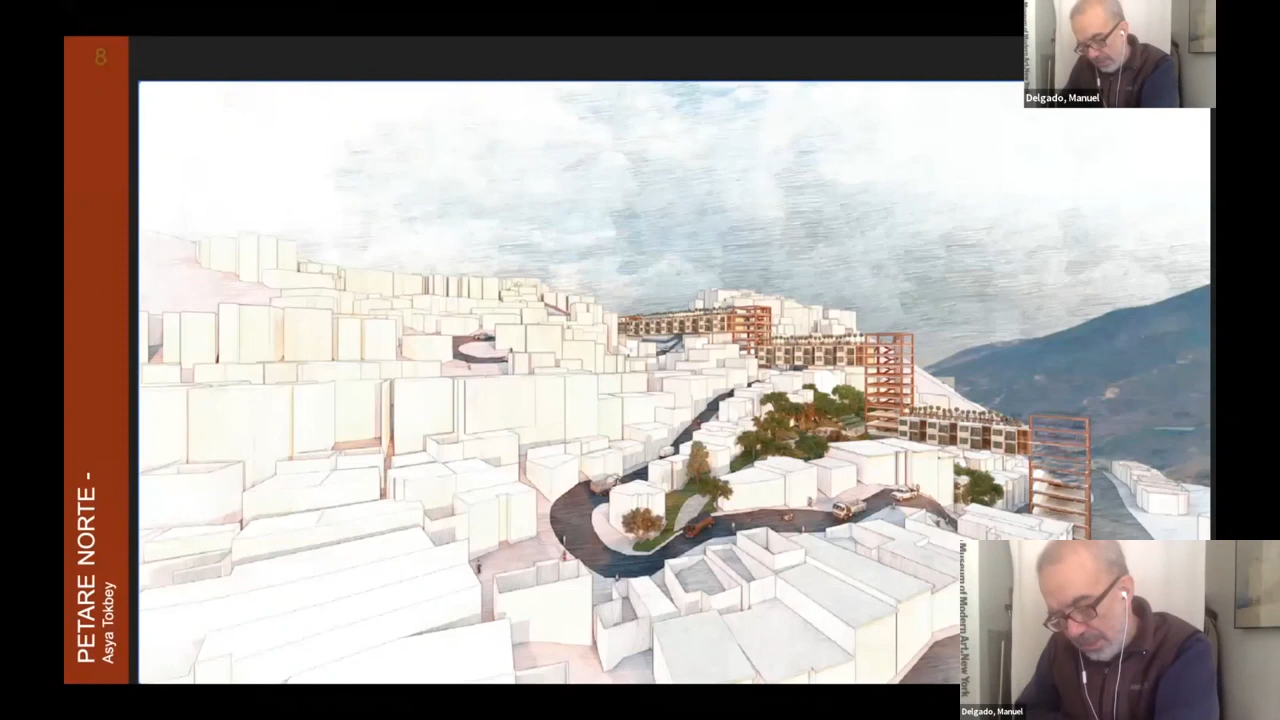 8
PETARE NORTE -
Asya Tokbey
Delgado, Manuel
Museum of Modern Art, New York
Delgado, Manuel